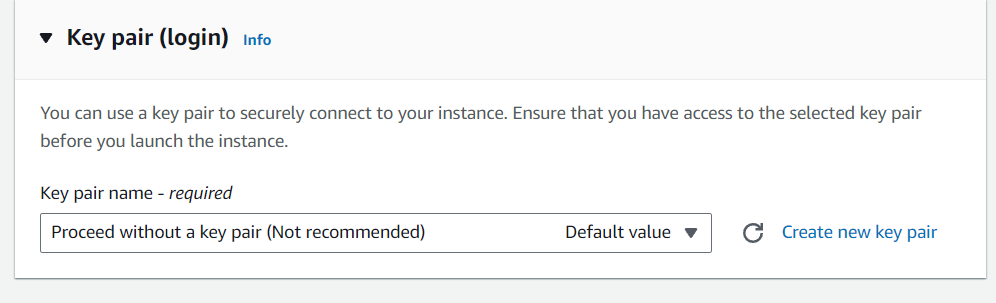 Key pair (login) Info
You can use a key pair to securely connect to your instance. Ensure that you have access to the selected key pair
before you launch the instance.
Key pair name - required
Proceed without a key pair (Not recommended) Default value Create new key pair